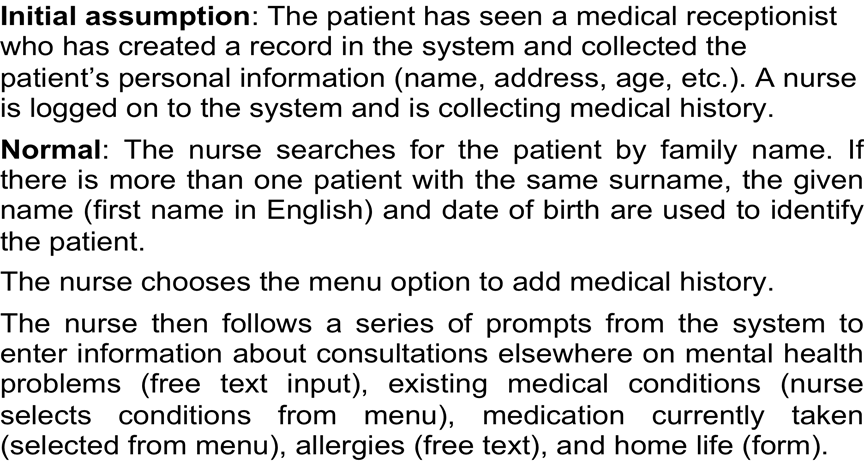 Initial assumption: The patient has seen a medical receptionist
who has created a record in the system and collected the
patient’s personal information (name, address, age, etc.). A nurse
is logged on to the system and is collecting medical history.
Normal: The nurse searches for the patient by family name. If
there is more than one patient with the same surname, the given
name (first name in English) and date of birth are used to identify
the patient.
The nurse chooses the menu option to add medical history.
The nurse then follows a series of prompts from the system to
enter information about consultations elsewhere on mental health
problems (free text input), existing medical conditions (nurse
selects conditions from menu), medication currently taken
(selected from menu), allergies (free text), and home life (form).